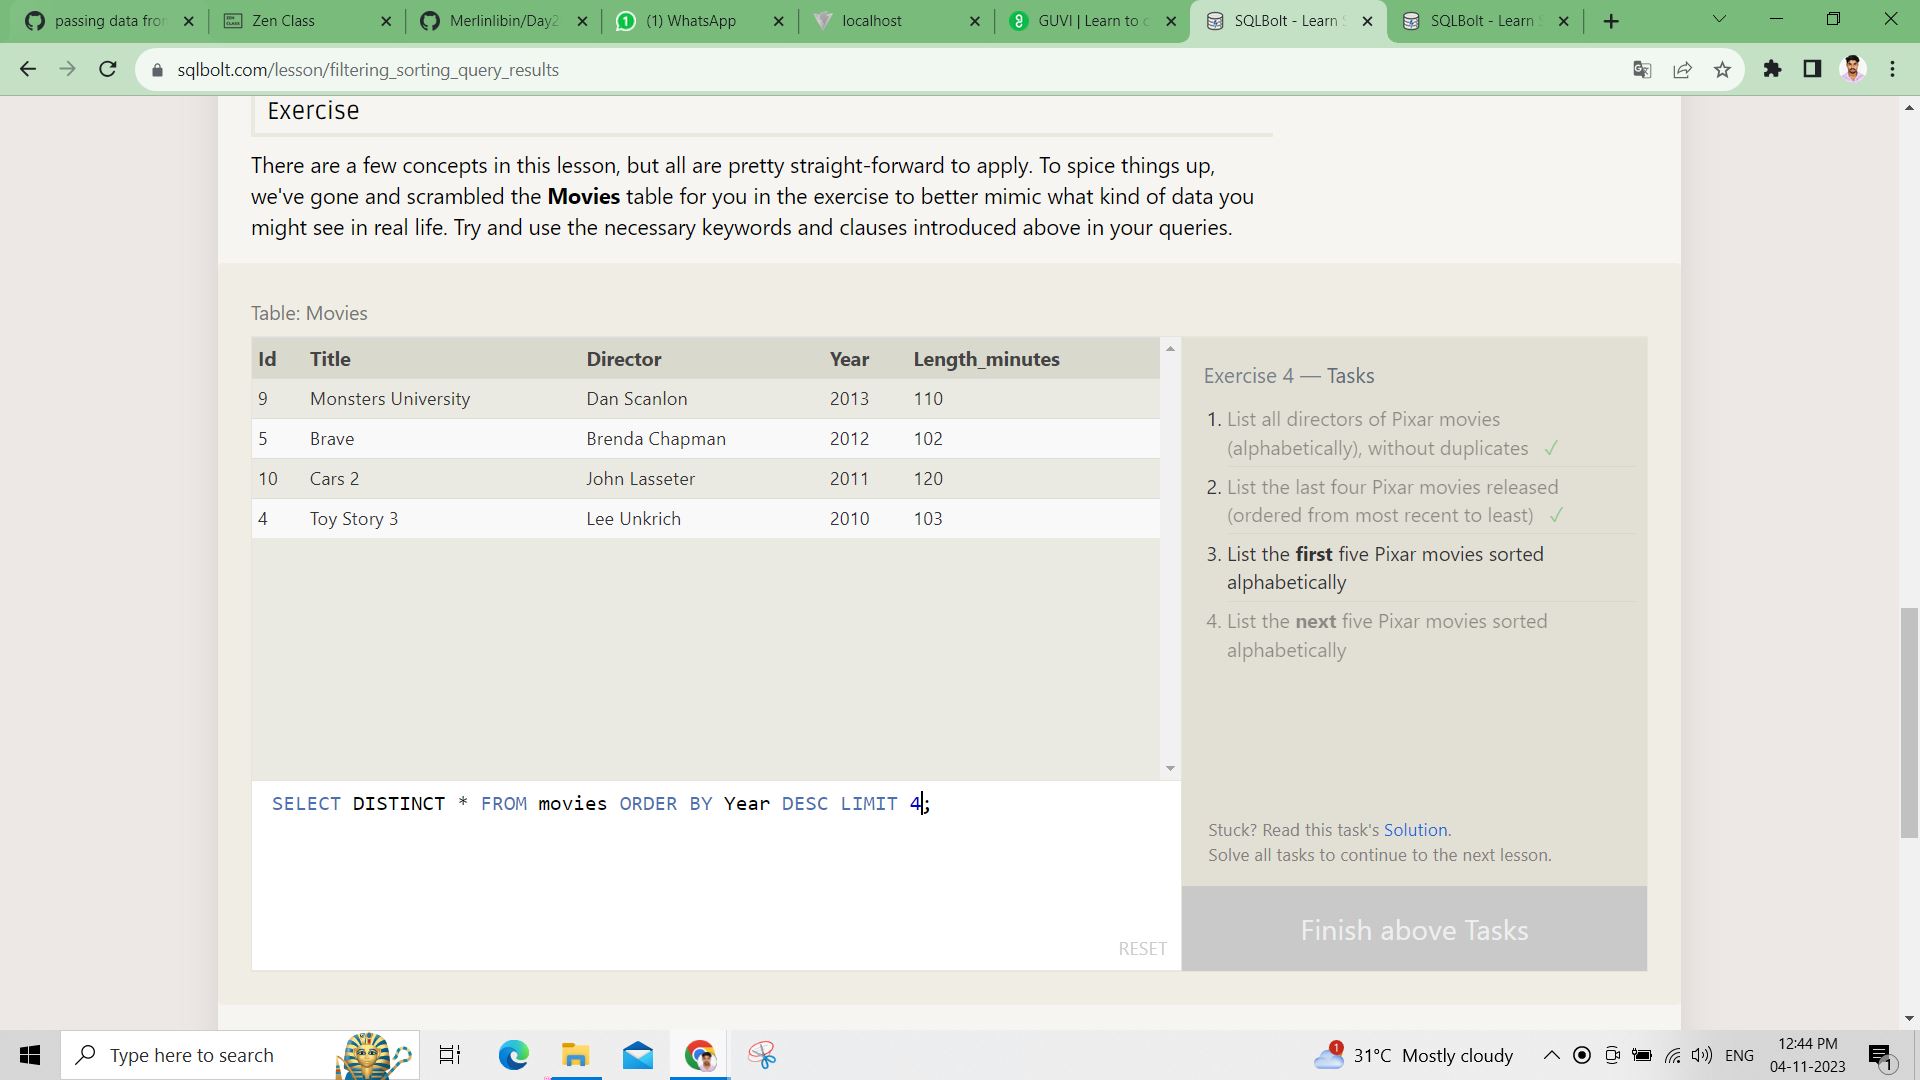 passing data from
Zen Class
Merlinlibin/Day2
(1) WhatsApp
localhost
GUVI | Learn to c
SQLBolt - Learn S
SQLBolt - Learn S
sqlbolt.com/lesson/filtering_sorting_query_results
Exercise
There are a few concepts in this lesson, but all are pretty straight-forward to apply. To spice things up,
we've gone and scrambled the Movies table for you in the exercise to better mimic what kind of data you
might see in real life. Try and use the necessary keywords and clauses introduced above in your queries.
Table: Movies
Id Title Director Year Length_minutes
9 Monsters University Dan Scanlon 2013 110
5 Brave Brenda Chapman 2012 102
10 Cars 2 John Lasseter 2011 120
4 Toy Story 3 Lee Unkrich 2010 103
SELECT DISTINCT * FROM movies ORDER BY Year DESC LIMIT 4;
RESET
Exercise 4 — Tasks
1. List all directors of Pixar movies
(alphabetically), without duplicates ✓
2. List the last four Pixar movies released
(ordered from most recent to least) ✓
3. List the first five Pixar movies sorted
alphabetically
4. List the next five Pixar movies sorted
alphabetically
Stuck? Read this task's Solution.
Solve all tasks to continue to the next lesson.
Finish above Tasks
Type here to search
1
31°C Mostly cloudy
ENG
12:44 PM
04-11-2023
1